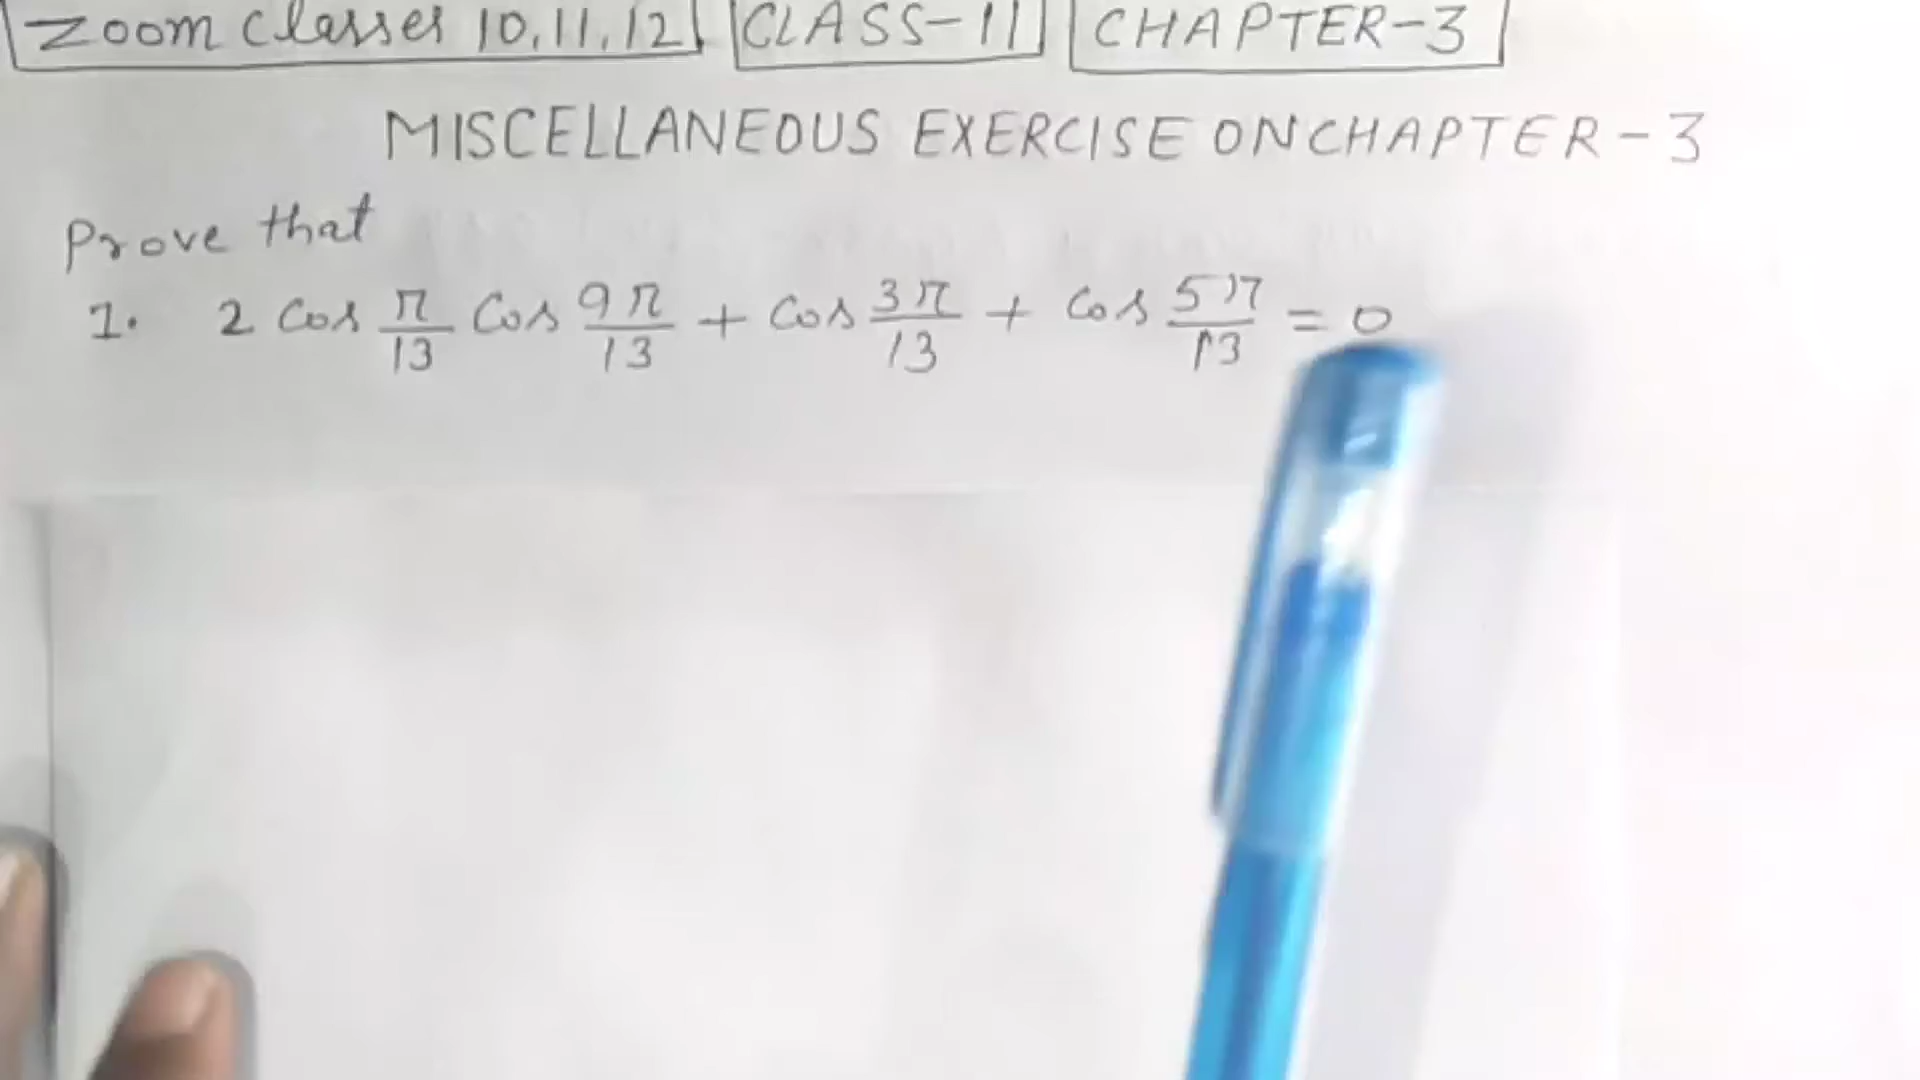 Zoom Classes 10,11,12 CLASS-11 CHAPTER-3
MISCELLANEOUS EXERCISE ON CHAPTER-3
Prove that
1. 2 Cos π/13 Cos 9π/13 + Cos 3π/13 + Cos 5π/13 = 0